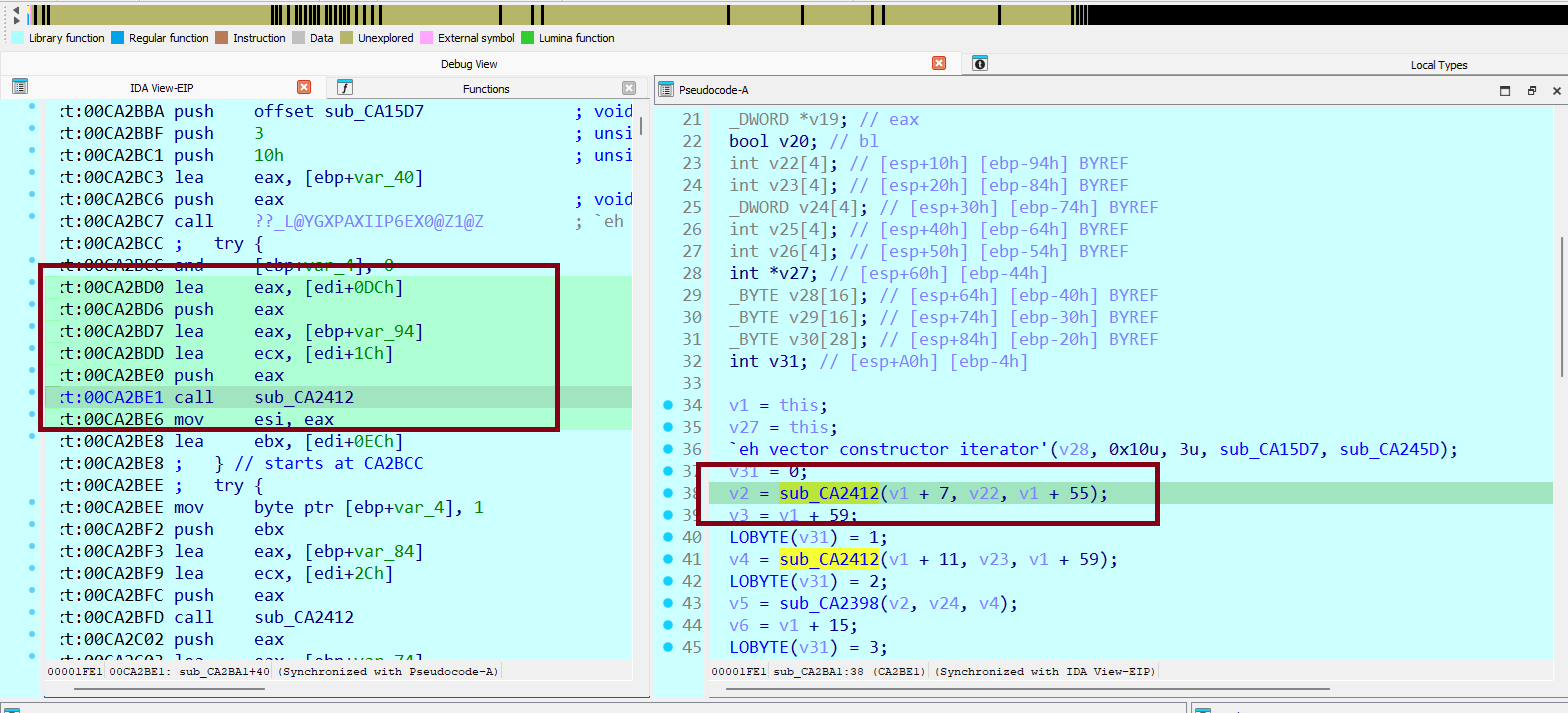 Library function Regular function Instruction Data Unexplored External symbol Lumina function
Debug View
Local Types
IDA View-EIP
Functions
Pseudocode-A
:t:00CA2BBA push offset sub_CA15D7 ; void
:t:00CA2BBF push 3 ; unsi
:t:00CA2BC1 push 10h ; unsi
:t:00CA2BC3 lea eax, [ebp+var_40]
:t:00CA2BC6 push eax ; void
:t:00CA2BC7 call ??_L@YGXPAXIIP6EX0@Z1@Z ; `eh
:t:00CA2BCC ; try {
:t:00CA2BCC and [ebp+var_4], 0
:t:00CA2BD0 lea eax, [edi+0DCh]
:t:00CA2BD6 push eax
:t:00CA2BD7 lea eax, [ebp+var_94]
:t:00CA2BDD lea ecx, [edi+1Ch]
:t:00CA2BE0 push eax
:t:00CA2BE1 call sub_CA2412
:t:00CA2BE6 mov esi, eax
:t:00CA2BE8 lea ebx, [edi+0ECh]
:t:00CA2BE8 ; } // starts at CA2BCC
:t:00CA2BEE ; try {
:t:00CA2BEE mov byte ptr [ebp+var_4], 1
:t:00CA2BF2 push ebx
:t:00CA2BF3 lea eax, [ebp+var_84]
:t:00CA2BF9 lea ecx, [edi+2Ch]
:t:00CA2BFC push eax
:t:00CA2BFD call sub_CA2412
:t:00CA2C02 push eax
:t:00CA2C03 lea eax, [ebp+var_74]
00001FE1 00CA2BE1: sub_CA2BA1+40 (Synchronized with Pseudocode-A)
21 _DWORD *v19; // eax
22 bool v20; // bl
23 int v22[4]; // [esp+10h] [ebp-94h] BYREF
24 int v23[4]; // [esp+20h] [ebp-84h] BYREF
25 _DWORD v24[4]; // [esp+30h] [ebp-74h] BYREF
26 int v25[4]; // [esp+40h] [ebp-64h] BYREF
27 int v26[4]; // [esp+50h] [ebp-54h] BYREF
28 int *v27; // [esp+60h] [ebp-44h]
29 _BYTE v28[16]; // [esp+64h] [ebp-40h] BYREF
30 _BYTE v29[16]; // [esp+74h] [ebp-30h] BYREF
31 _BYTE v30[28]; // [esp+84h] [ebp-20h] BYREF
32 int v31; // [esp+A0h] [ebp-4h]
33
34 v1 = this;
35 v27 = this;
36 `eh vector constructor iterator'(v28, 0x10u, 3u, sub_CA15D7, sub_CA245D);
37 v31 = 0;
38 v2 = sub_CA2412(v1 + 7, v22, v1 + 55);
39 v3 = v1 + 59;
40 LOBYTE(v31) = 1;
41 v4 = sub_CA2412(v1 + 11, v23, v1 + 59);
42 LOBYTE(v31) = 2;
43 v5 = sub_CA2398(v2, v24, v4);
44 v6 = v1 + 15;
45 LOBYTE(v31) = 3;
00001FE1 sub_CA2BA1:38 (CA2BE1) (Synchronized with IDA View-EIP)